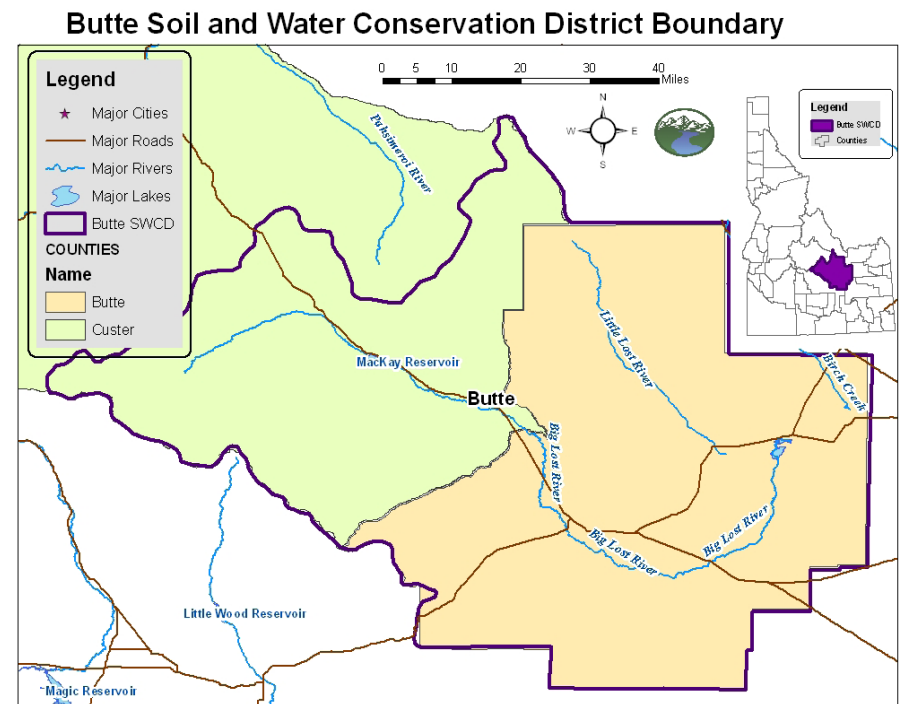 Butte Soil and Water Conservation District Boundary
Legend
Major Cities
Major Roads
Major Rivers
Major Lakes
Butte SWCD
COUNTIES
Name
Butte
Custer
0 5 10 20 30 40
Miles
N
W E
S
Legend
Butte SWCD
Counties
Pahsimeroi River
Little Lost River
Birch Creek
MacKay Reservoir
Butte
Big Lost River
Big Lost River
Big Lost River
Little Wood Reservoir
Magic Reservoir